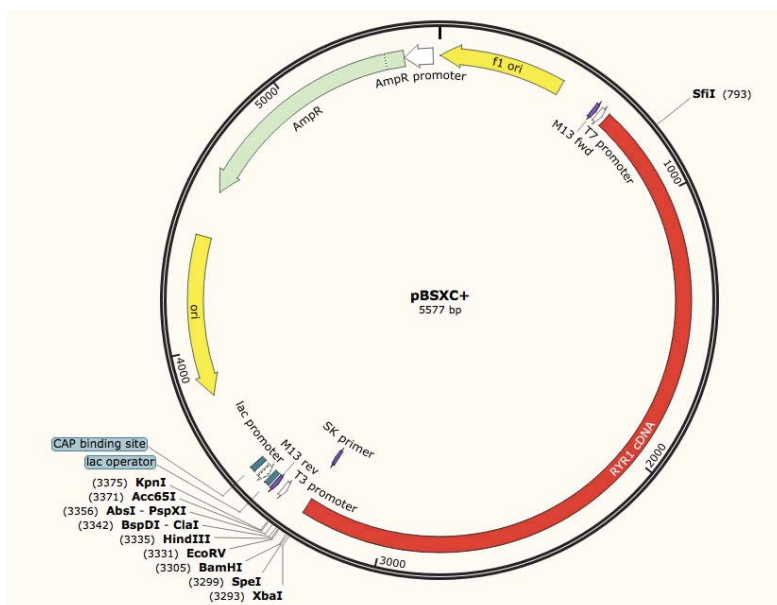 f1 ori
AmpR promoter
AmpR
5000
SfiI (793)
M13 fwd
T7 promoter
1000
pBSXC+
5577 bp
ori
4000
RYR1 cDNA
2000
lac promoter
SK primer
M13 rev
T3 promoter
3000
CAP binding site
lac operator
(3375) KpnI
(3371) Acc65I
(3356) AbsI - PspXI
(3342) BspDI - ClaI
(3335) HindIII
(3331) EcoRV
(3305) BamHI
(3299) SpeI
(3293) XbaI